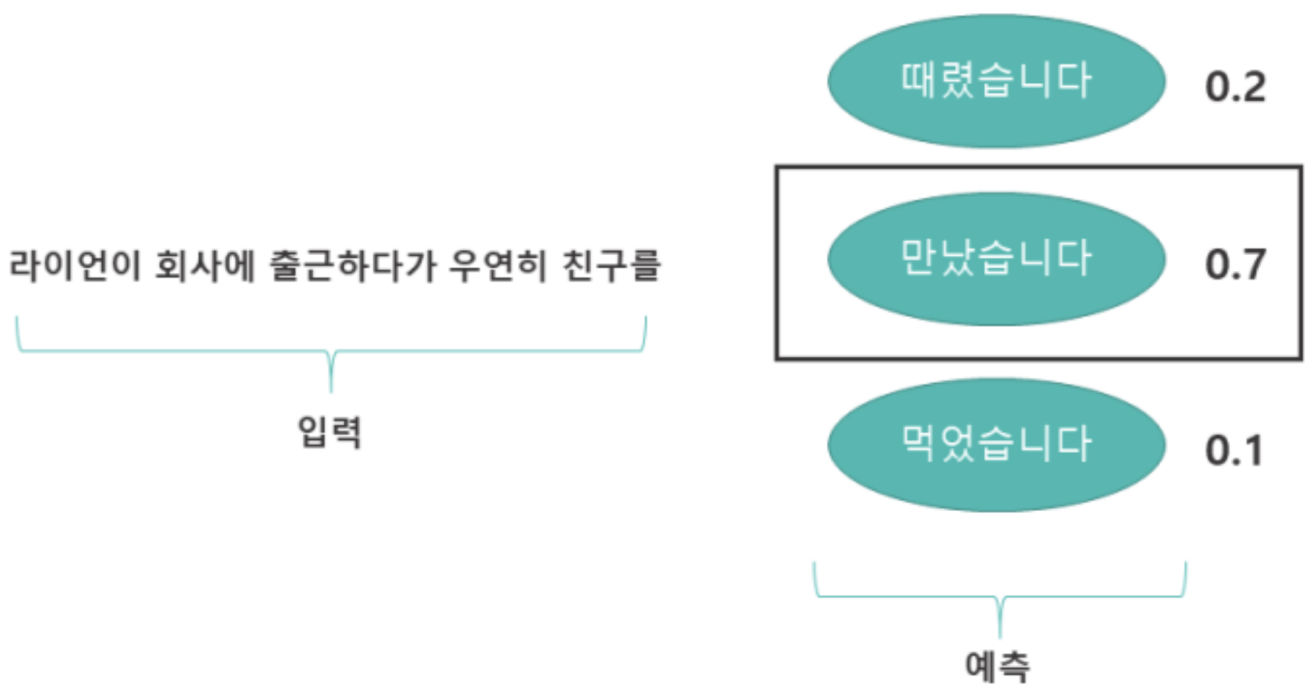 때렸습니다 0.2
라이언이 회사에 출근하다가 우연히 친구를
만났습니다 0.7
입력
먹었습니다 0.1
예측